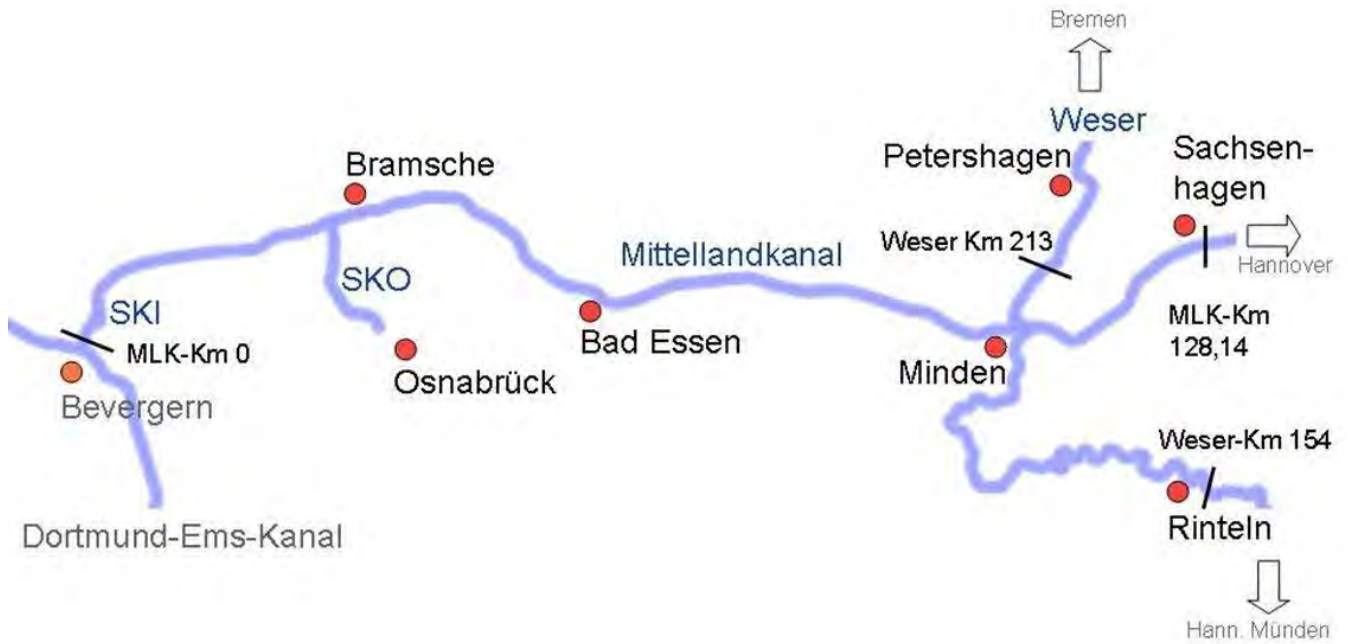 Bremen
Weser
Petershagen
Sachsen-
hagen
Bramsche
Weser Km 213
Mittellandkanal
Hannover
SKO
SKI
MLK-Km 0
Bad Essen
MLK-Km
128,14
Osnabrück
Minden
Bevergern
Weser-Km 154
Dortmund-Ems-Kanal
Rinteln
Hann. Münden